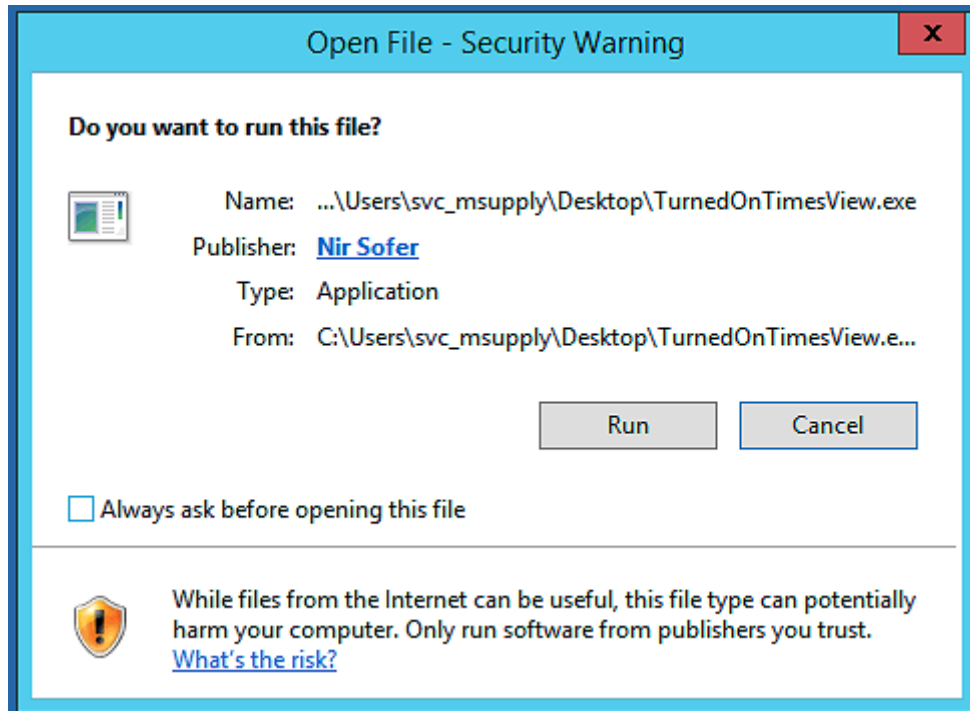 Open File - Security Warning
x
Do you want to run this file?
Name: ...\Users\svc_msupply\Desktop\TurnedOnTimesView.exe
Publisher: Nir Sofer
Type: Application
From: C:\Users\svc_msupply\Desktop\TurnedOnTimesView.e...
Run Cancel
Always ask before opening this file
While files from the Internet can be useful, this file type can potentially
harm your computer. Only run software from publishers you trust.
What's the risk?